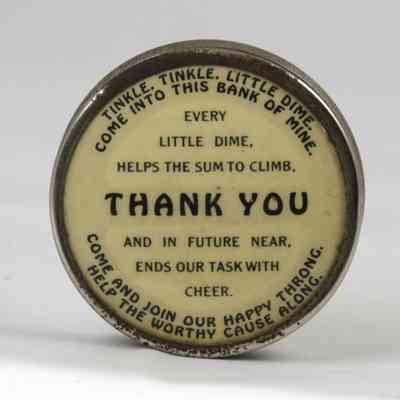 TINKLE, TINKLE, LITTLE DIME,
COME INTO THIS BANK OF MINE.
EVERY
LITTLE DIME,
HELPS THE SUM TO CLIMB,
THANK YOU
AND IN FUTURE NEAR,
ENDS OUR TASK WITH
CHEER.
COME AND JOIN OUR HAPPY THRONG.
HELP THE WORTHY CAUSE ALONG.